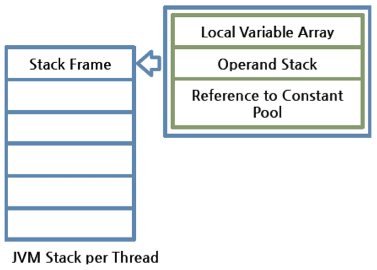 Local Variable Array
Stack Frame
Operand Stack
Reference to Constant
Pool
JVM Stack per Thread